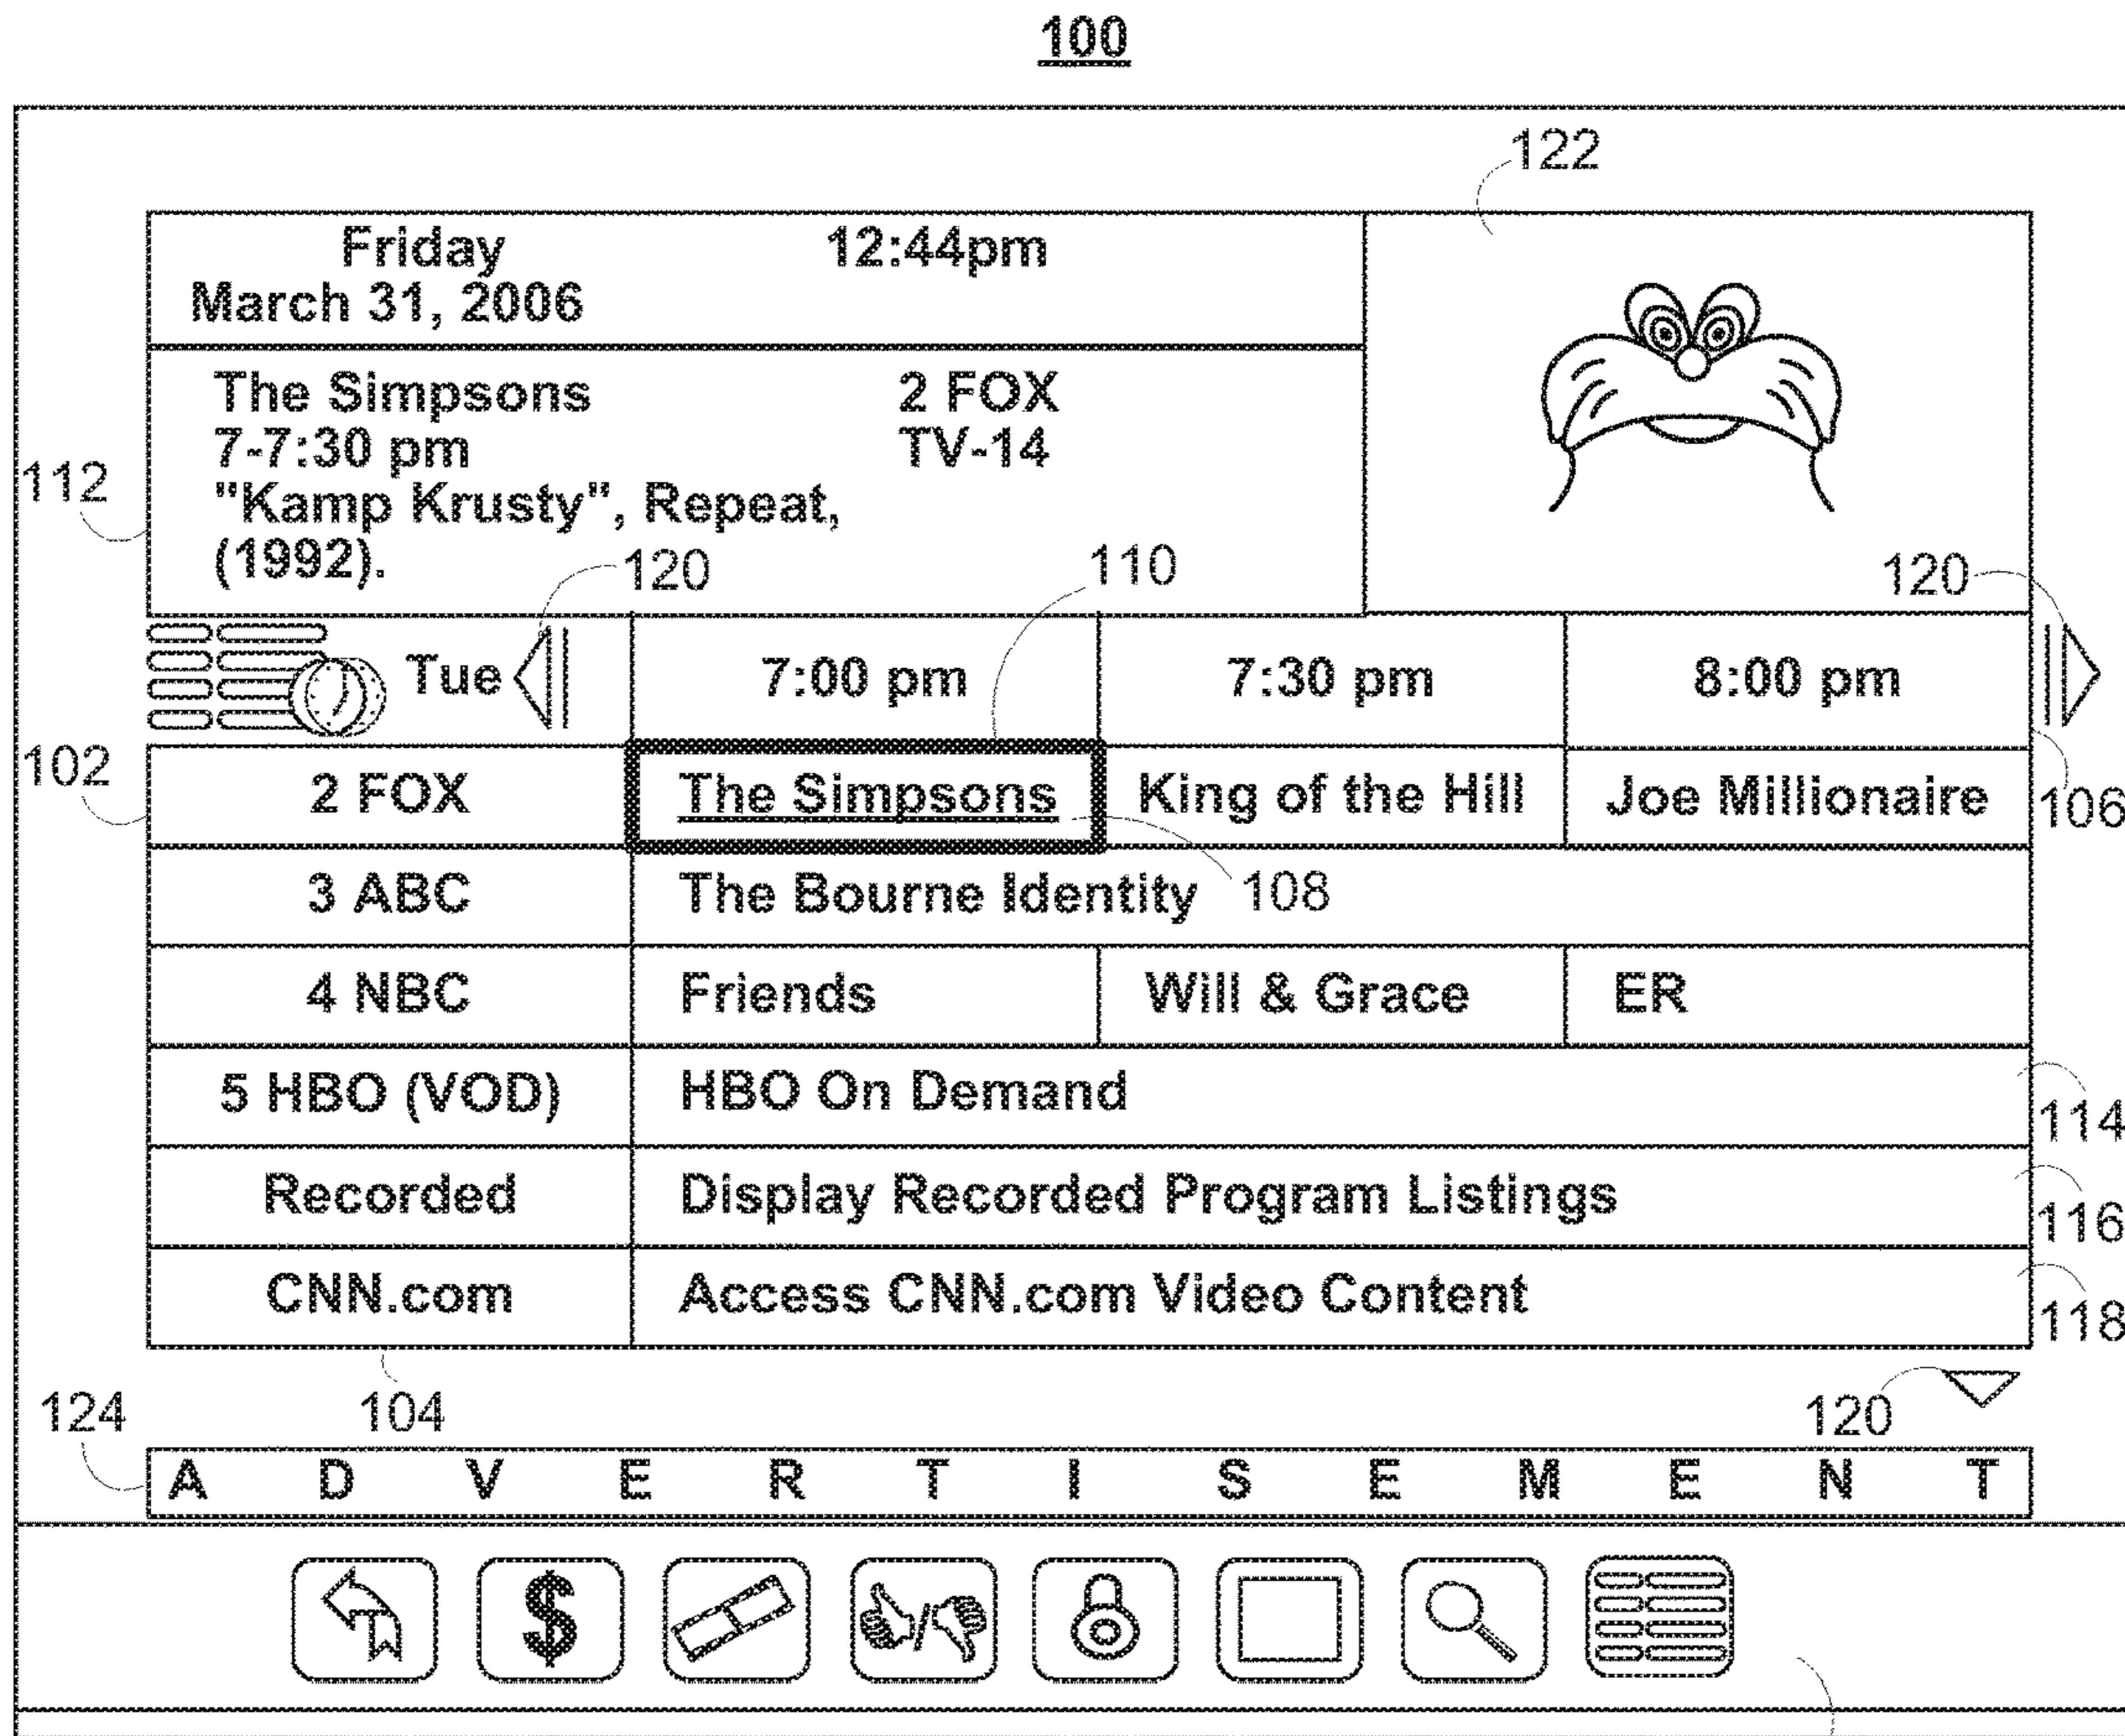 100
122
Friday 12:44pm
March 31, 2006
The Simpsons 2 FOX
7-7:30 pm TV-14
"Kamp Krusty", Repeat,
(1992).
112
120 110 120
Tue 7:00 pm 7:30 pm 8:00 pm
102 2 FOX The Simpsons King of the Hill Joe Millionaire 106
3 ABC The Bourne Identity 108
4 NBC Friends Will & Grace ER
5 HBO (VOD) HBO On Demand 114
Recorded Display Recorded Program Listings 116
CNN.com Access CNN.com Video Content 118
124 104 120
A D V E R T I S E M E N T
$